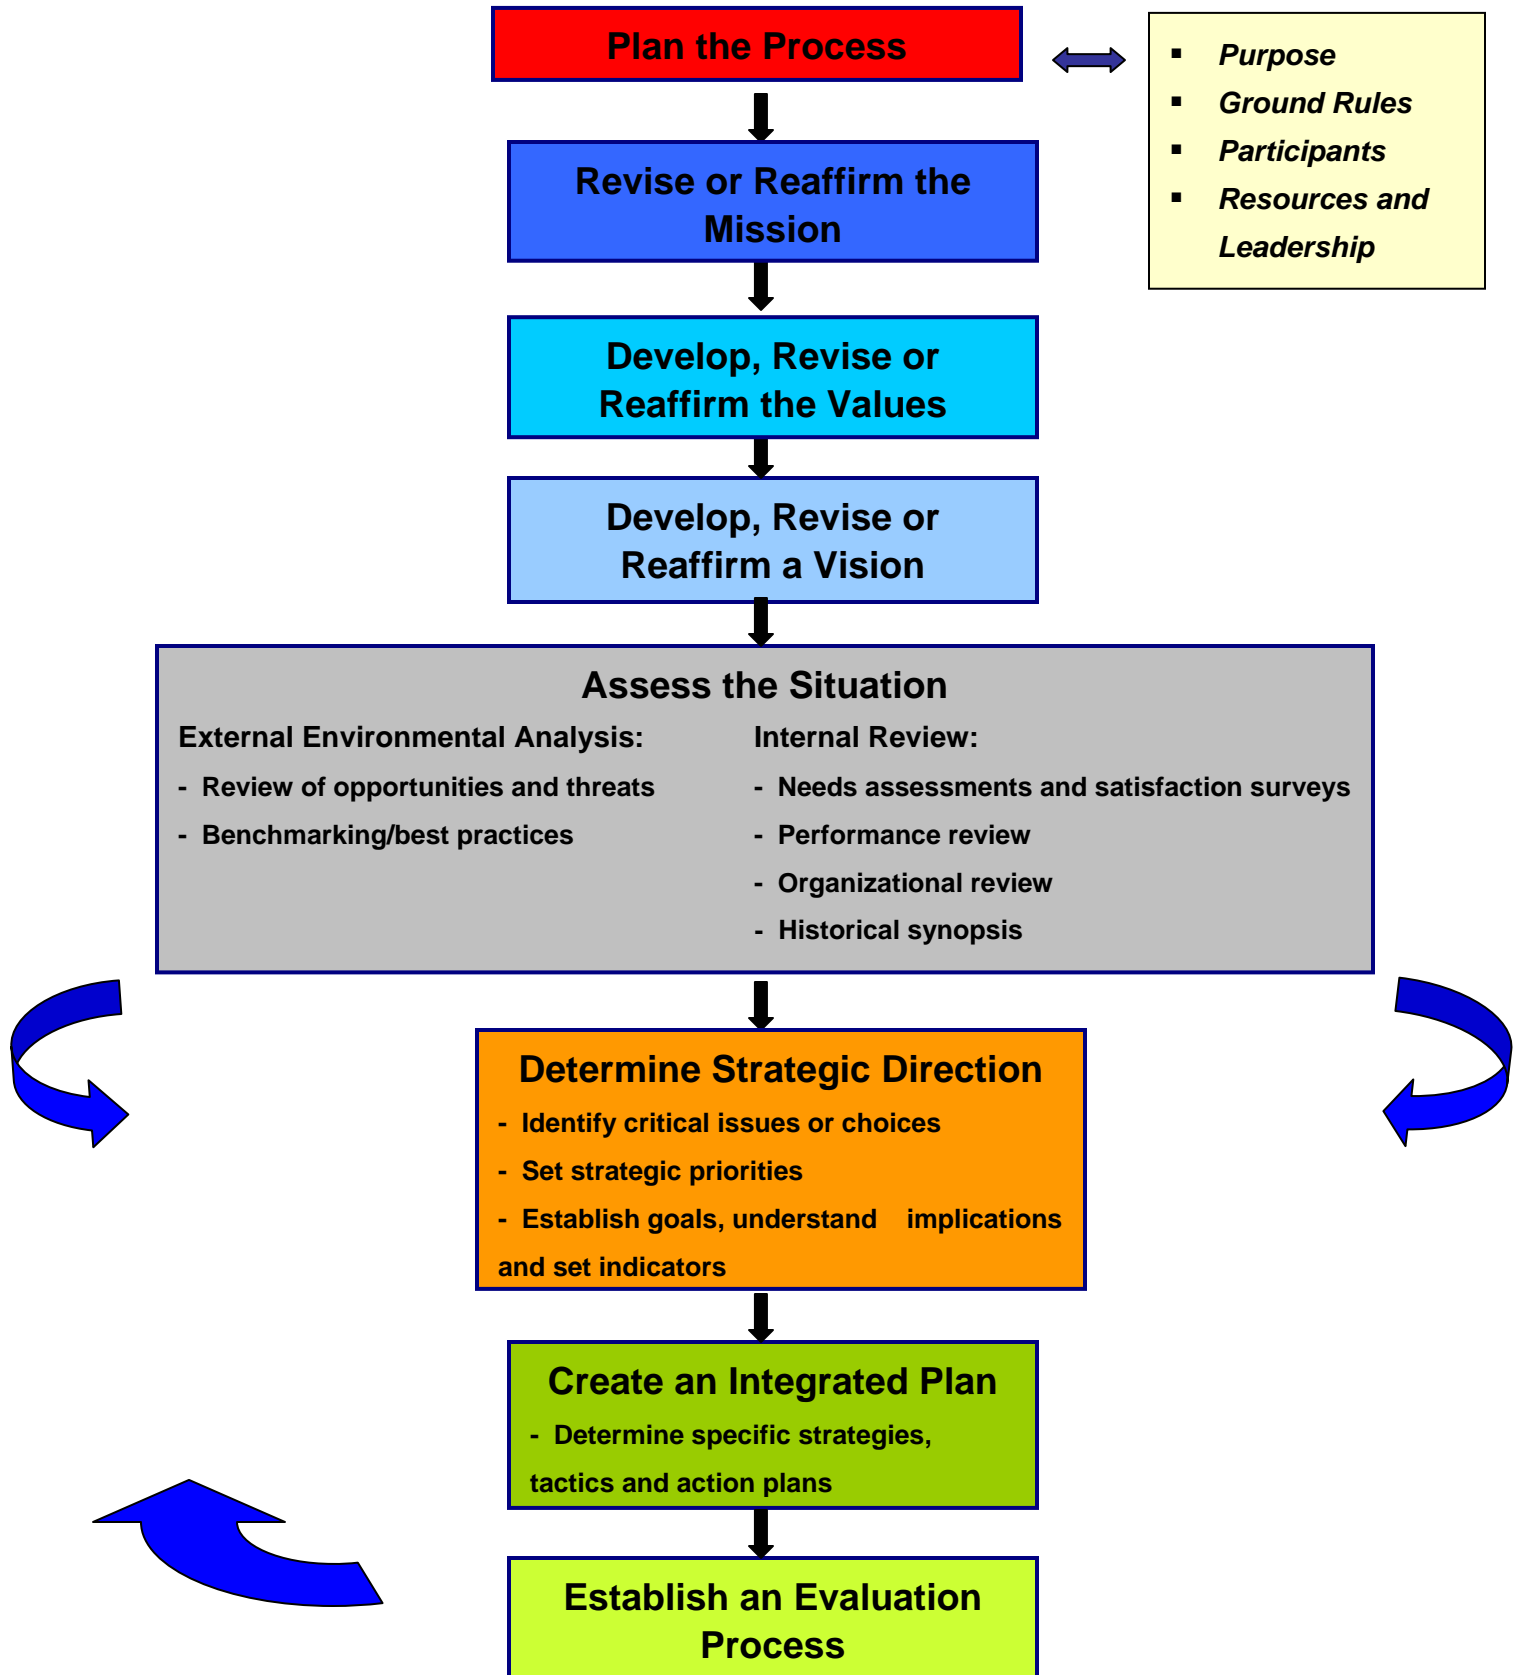 Plan the Process
▪ Purpose
▪ Ground Rules
▪ Participants
▪ Resources and
Leadership
Revise or Reaffirm the
Mission
Develop, Revise or
Reaffirm the Values
Develop, Revise or
Reaffirm a Vision
Assess the Situation
External Environmental Analysis:
- Review of opportunities and threats
- Benchmarking/best practices
Internal Review:
- Needs assessments and satisfaction surveys
- Performance review
- Organizational review
- Historical synopsis
Determine Strategic Direction
- Identify critical issues or choices
- Set strategic priorities
- Establish goals, understand implications
and set indicators
Create an Integrated Plan
- Determine specific strategies,
tactics and action plans
Establish an Evaluation
Process